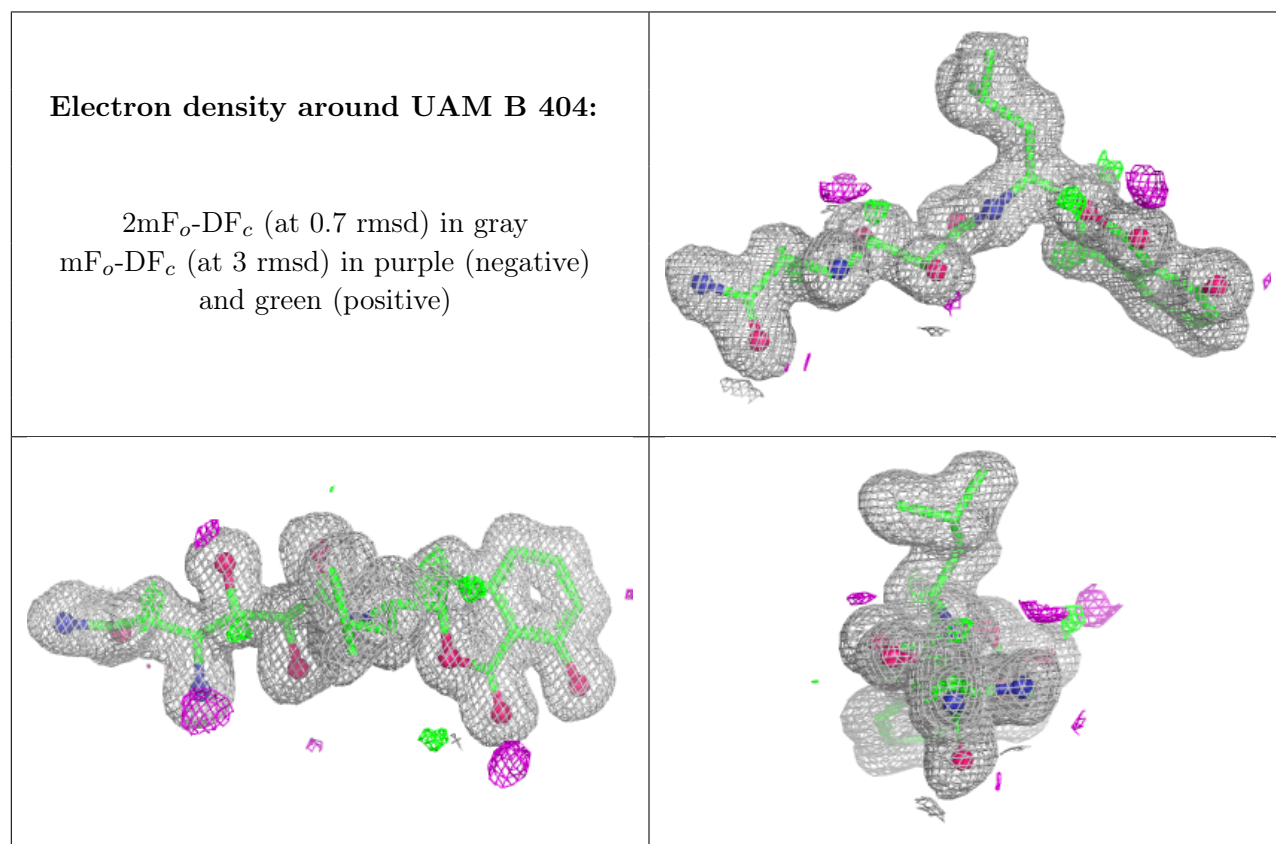 Electron density around UAM B 404:
2mFo-DFc (at 0.7 rmsd) in gray
mFo-DFc (at 3 rmsd) in purple (negative)
and green (positive)